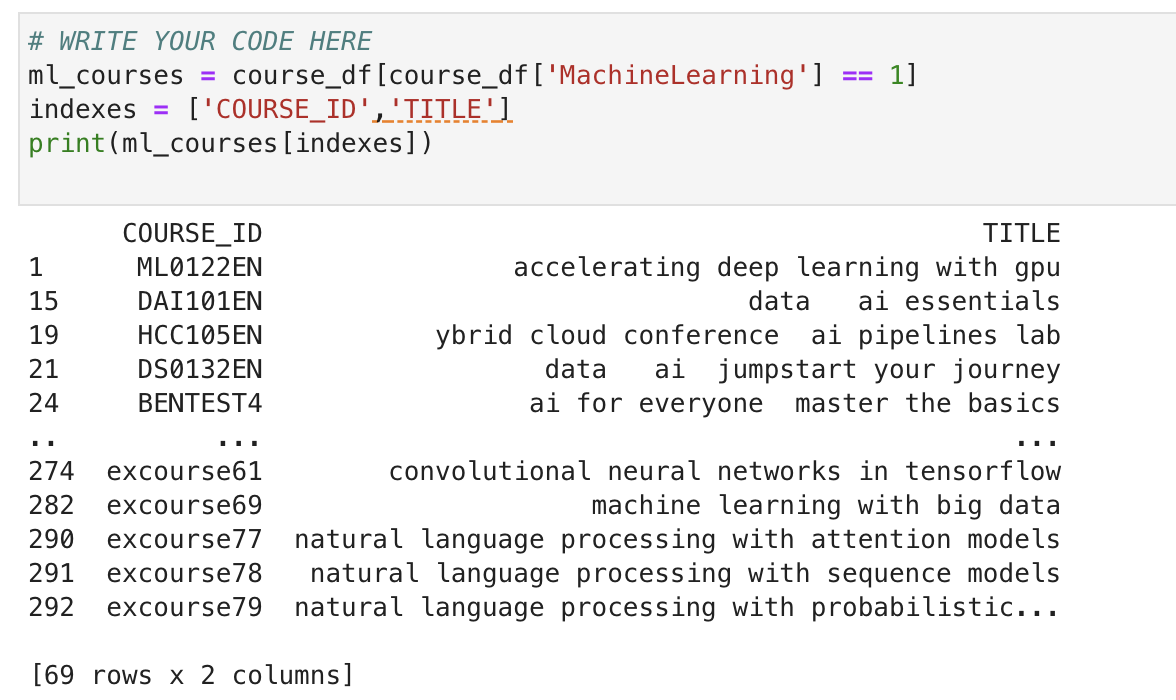 # WRITE YOUR CODE HERE
ml_courses = course_df[course_df['MachineLearning'] == 1]
indexes = ['COURSE_ID','TITLE']
print(ml_courses[indexes])
COURSE_ID TITLE
1 ML0122EN accelerating deep learning with gpu
15 DAI101EN data ai essentials
19 HCC105EN ybrid cloud conference ai pipelines lab
21 DS0132EN data ai jumpstart your journey
24 BENTEST4 ai for everyone master the basics
.. ... ...
274 excourse61 convolutional neural networks in tensorflow
282 excourse69 machine learning with big data
290 excourse77 natural language processing with attention models
291 excourse78 natural language processing with sequence models
292 excourse79 natural language processing with probabilistic...
[69 rows x 2 columns]